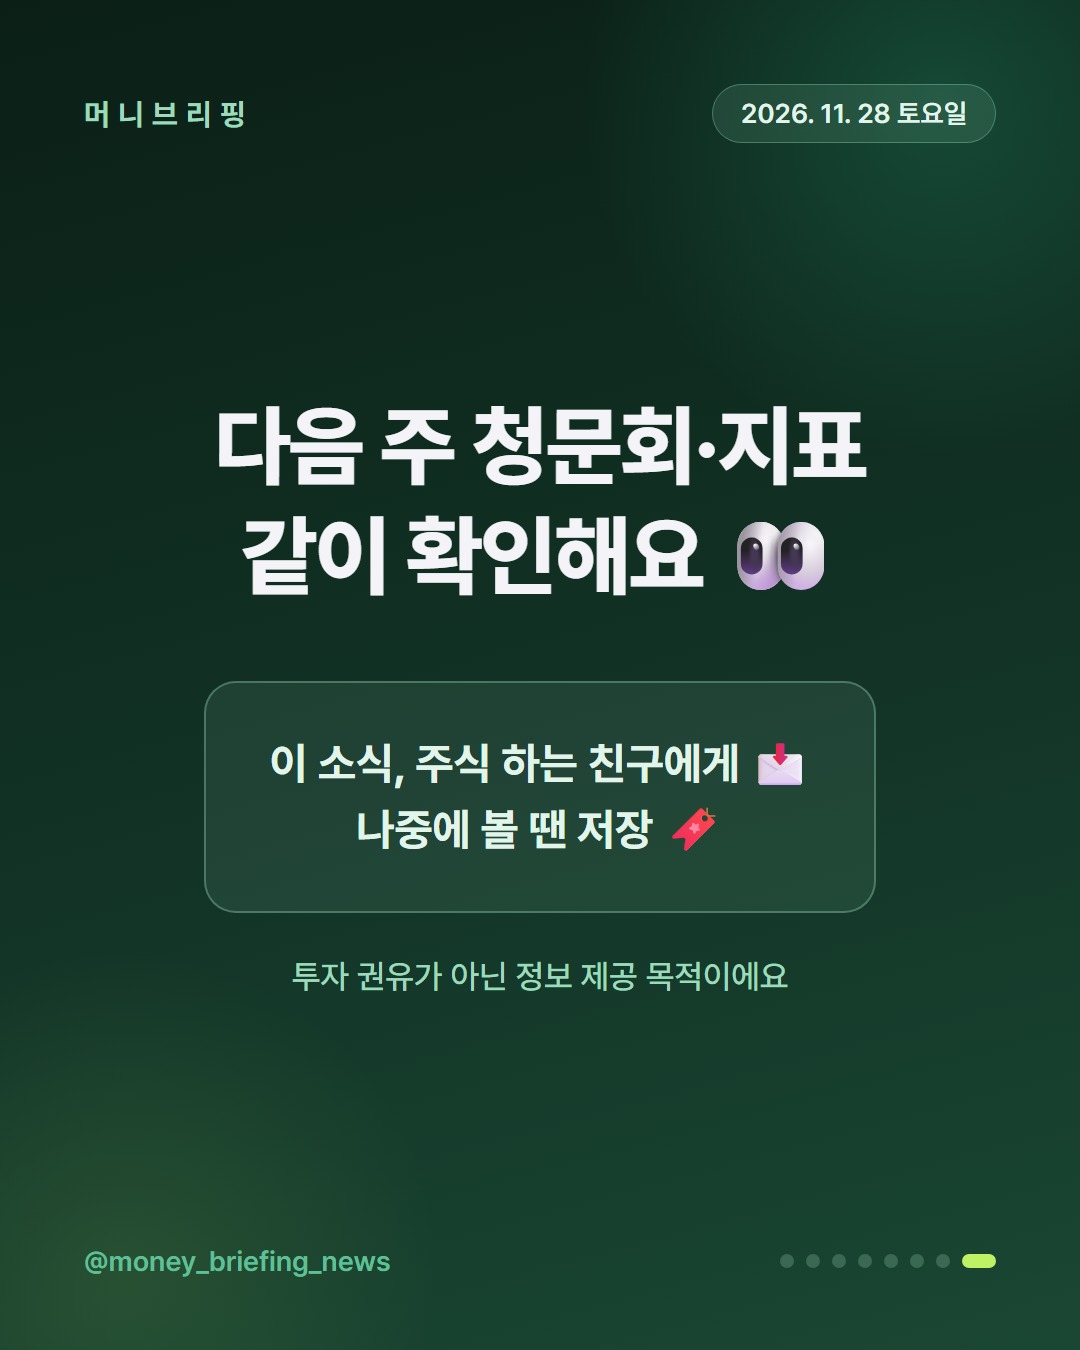 머니브리핑
2026. 11. 28 토요일
다음 주 청문회·지표
같이 확인해요 👀
이 소식, 주식 하는 친구에게 📩
나중에 볼 땐 저장 🔖
투자 권유가 아닌 정보 제공 목적이에요
@money_briefing_news